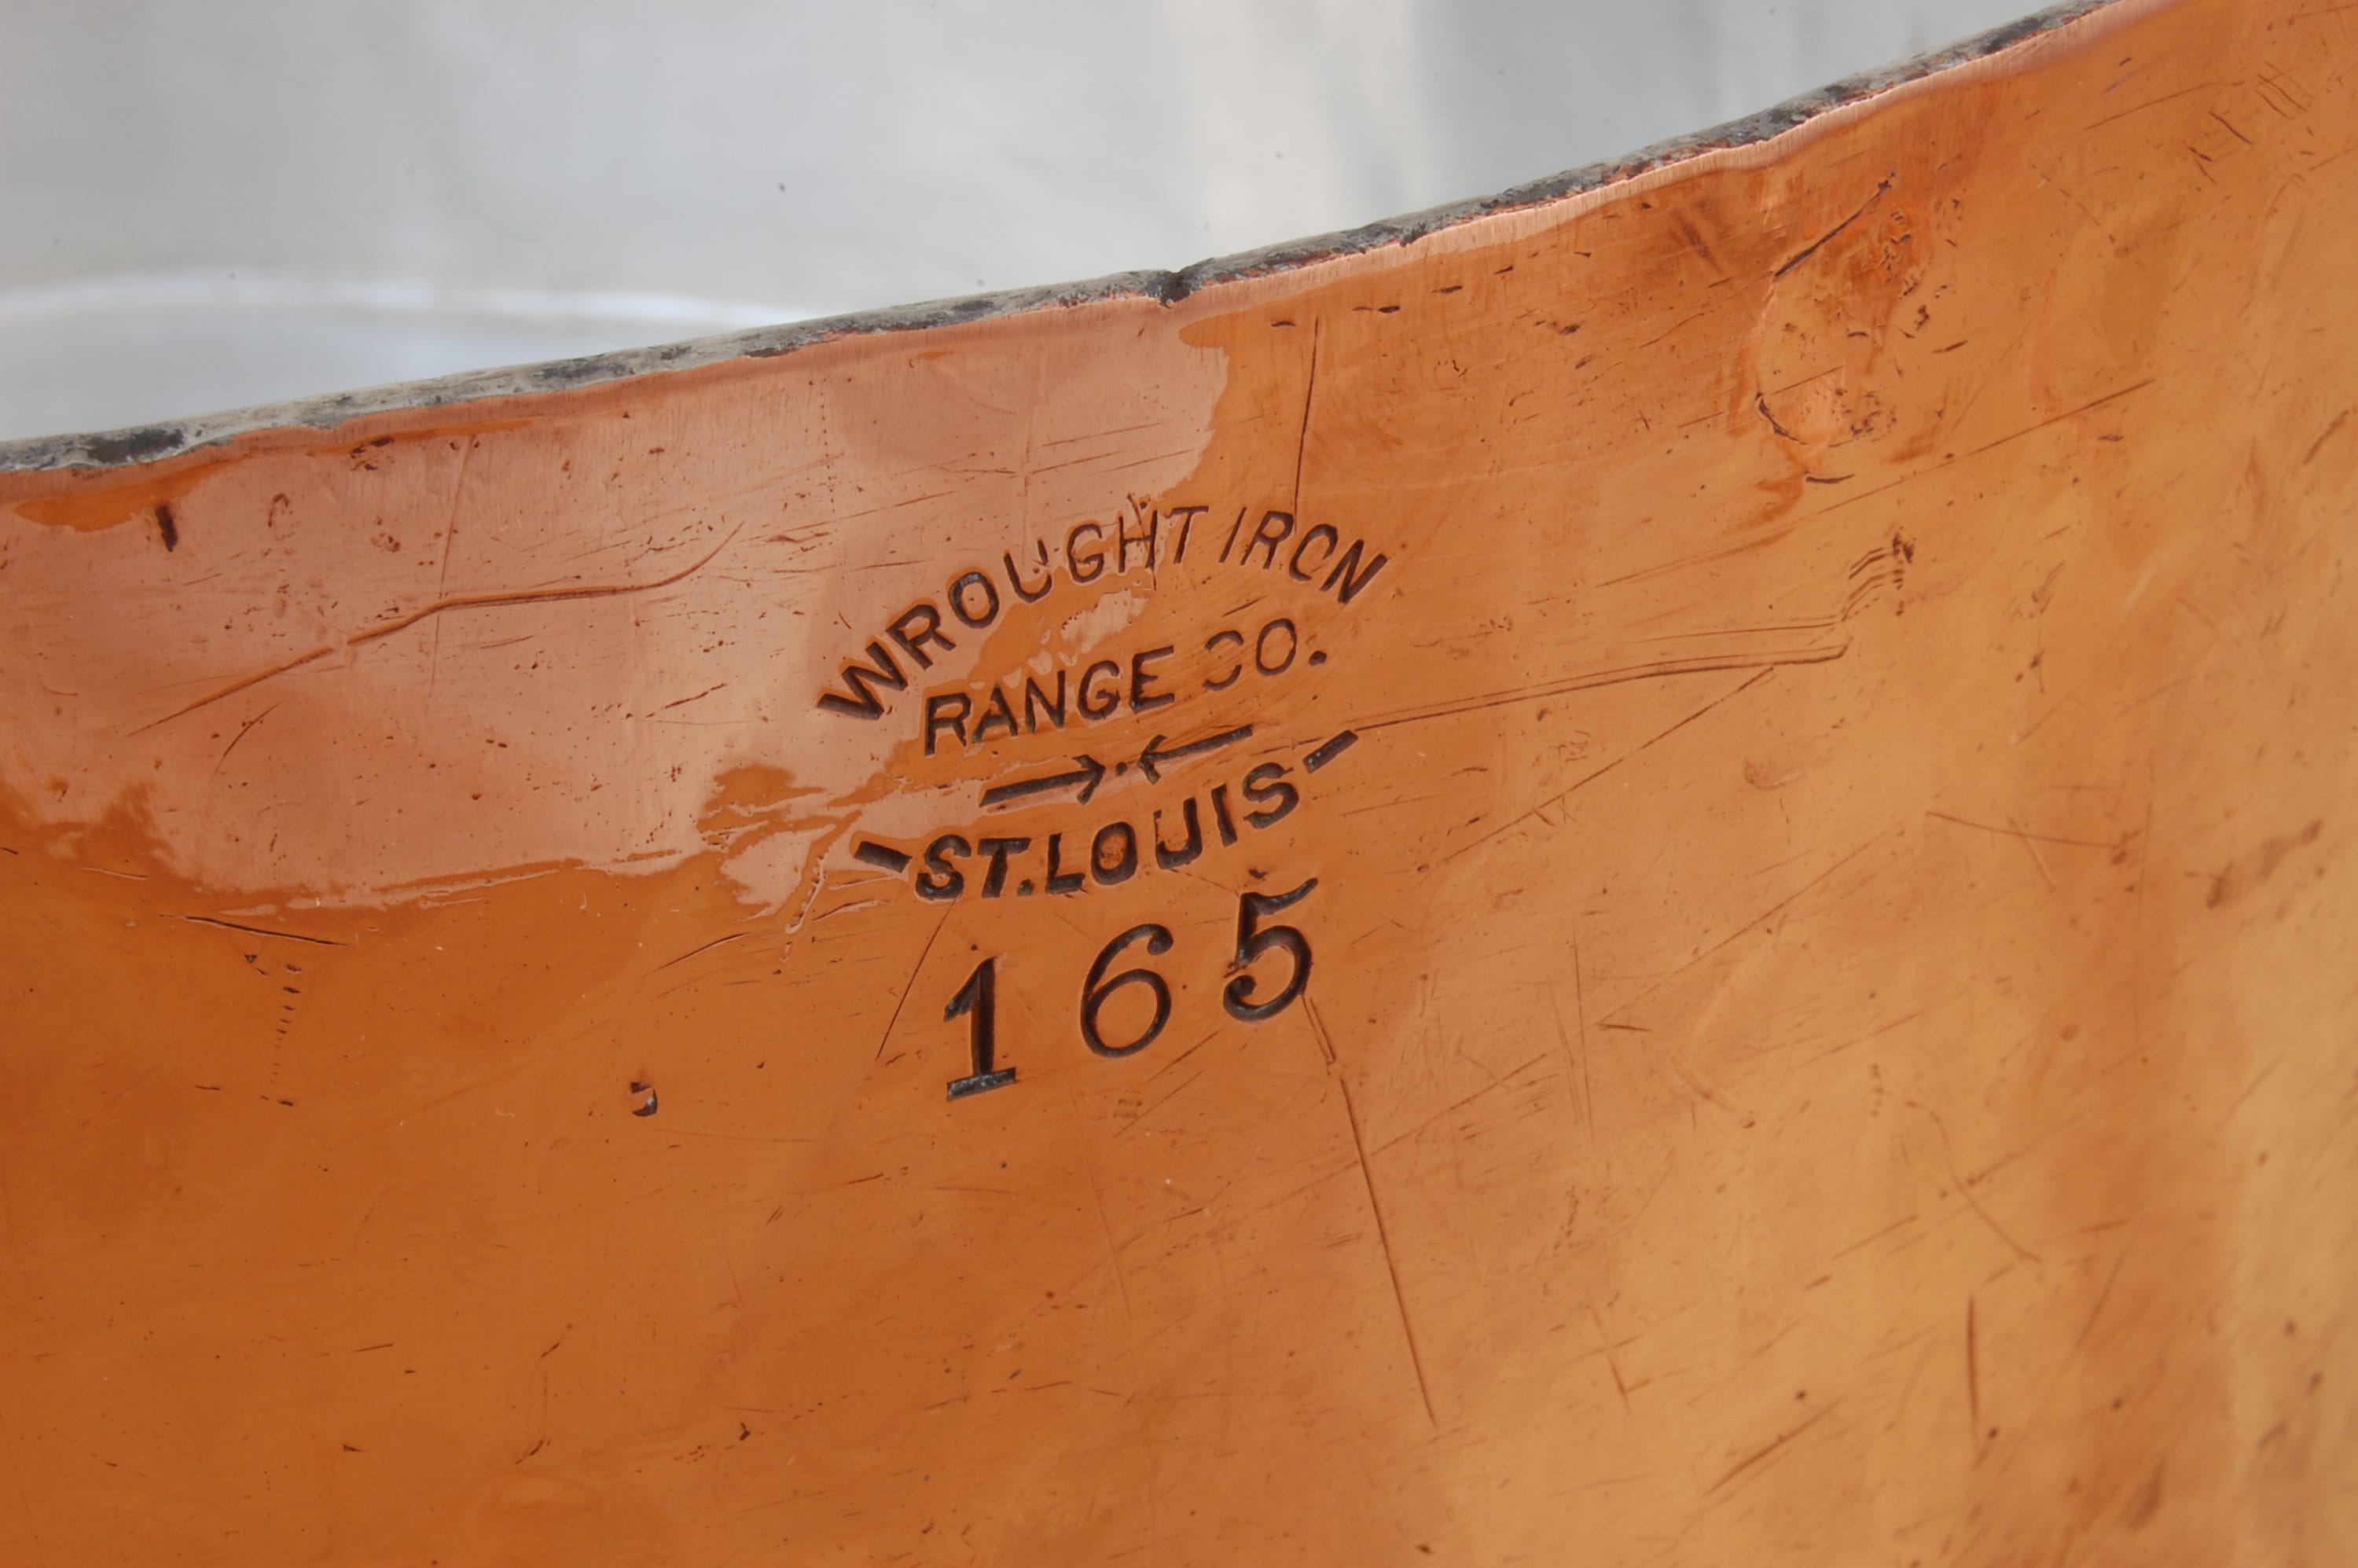 WROUGHT IRON
RANGE CO.
ST. LOUIS
165